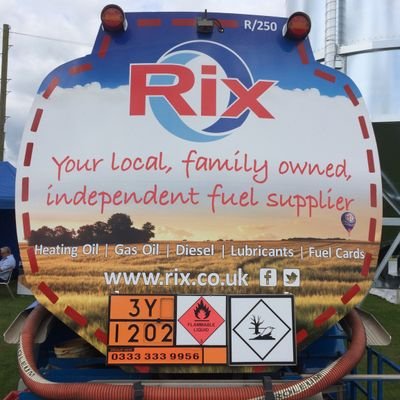 R/250
Rix
Your local, family owned,
independent fuel supplier
Heating Oil | Gas Oil | Diesel | Lubricants | Fuel Cards
www.rix.co.uk
3Y
1202
FLAMMABLE
LIQUID
0333 333 9956